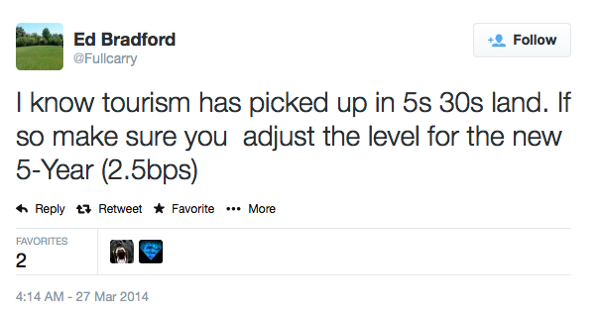 Ed Bradford
@Fullcarry
Follow
I know tourism has picked up in 5s 30s land. If
so make sure you  adjust the level for the new
5-Year (2.5bps)
Reply Retweet Favorite ••• More
FAVORITES
2
4:14 AM - 27 Mar 2014